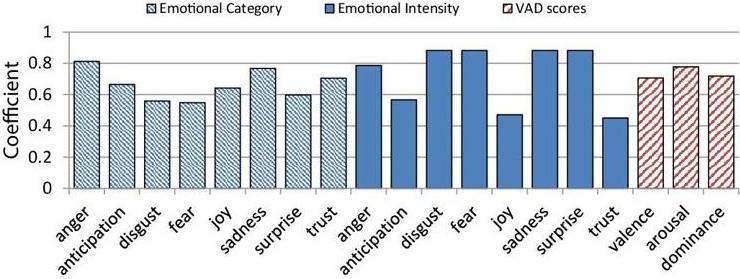 Emotional Category Emotional Intensity VAD scores
Coefficient
1
0.8
0.6
0.4
0.2
0
anger anticipation disgust fear joy sadness surprise trust anger anticipation disgust fear joy sadness surprise trust valence arousal dominance